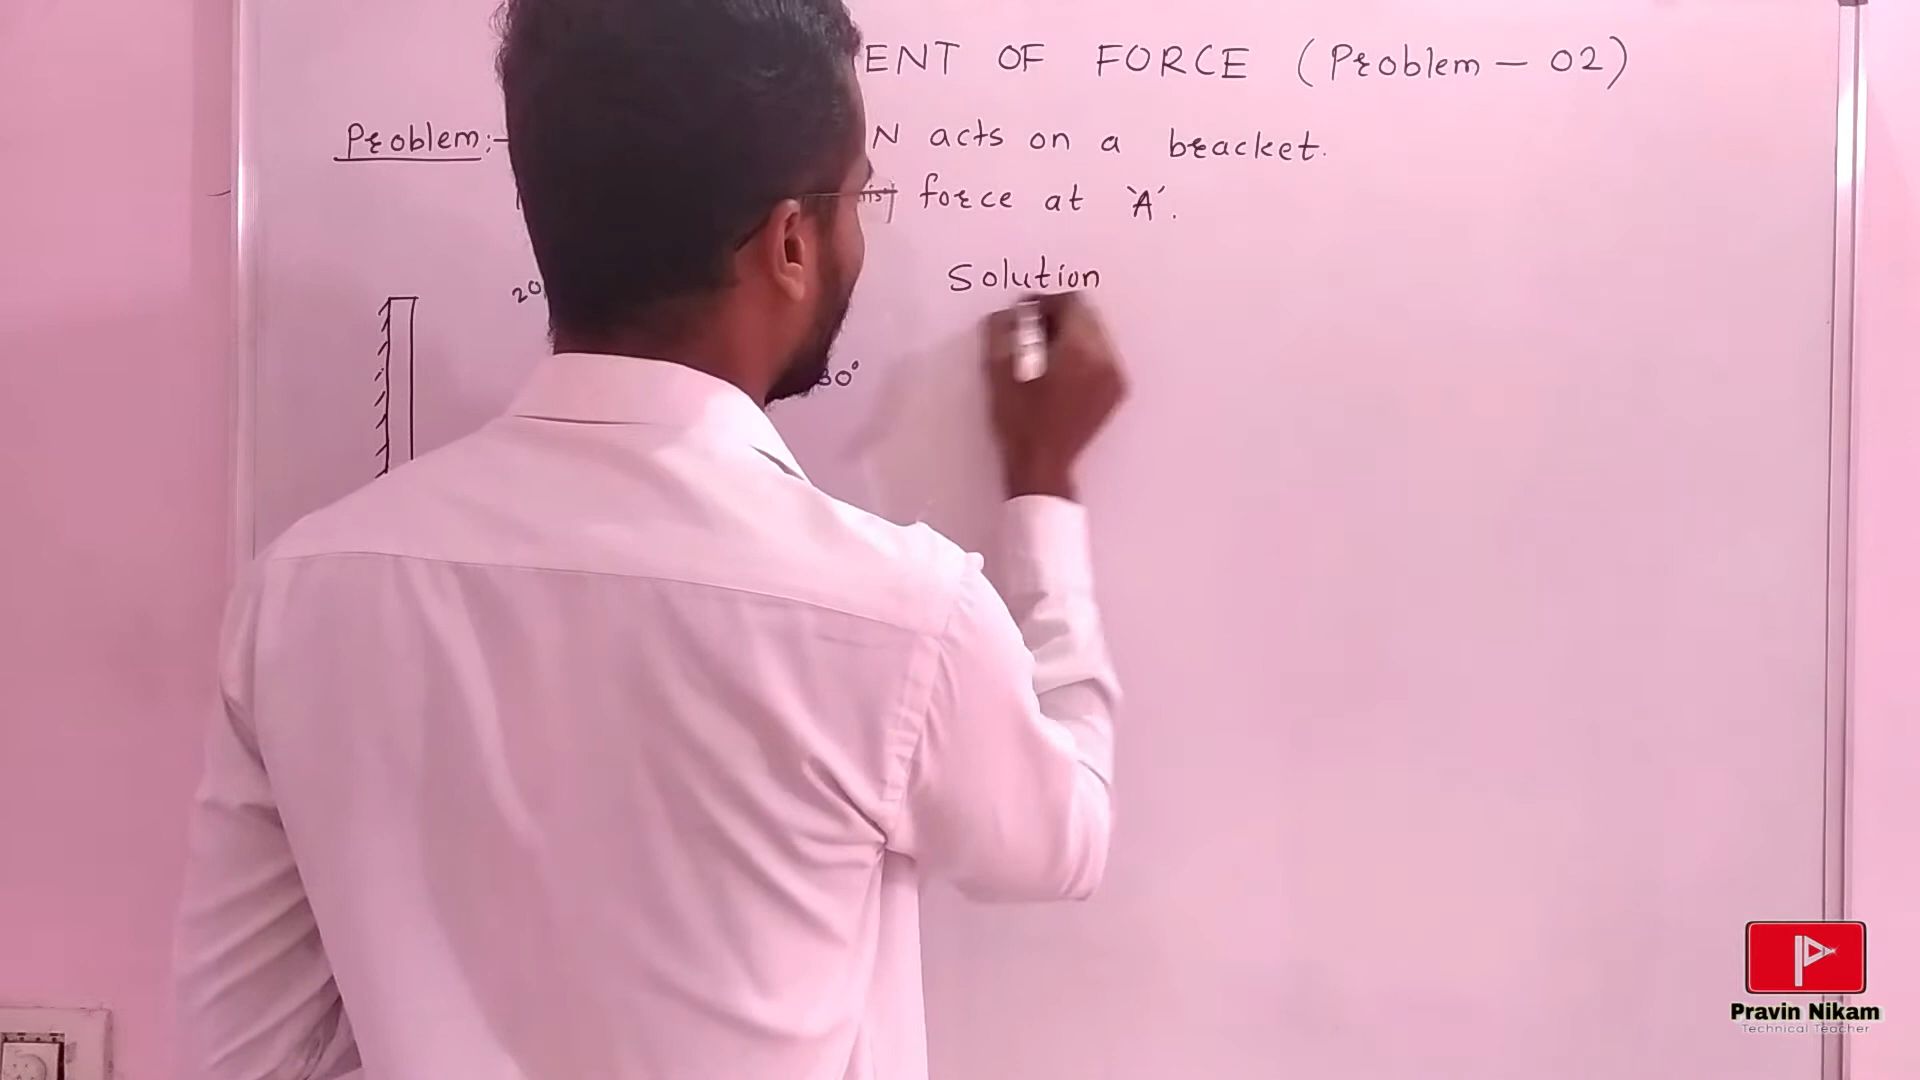 ENT OF FORCE (Problem - 02)
Problem:- N acts on a bracket.
force at 'A'.
Solution
20
30°
Pravin Nikam
Technical Teacher